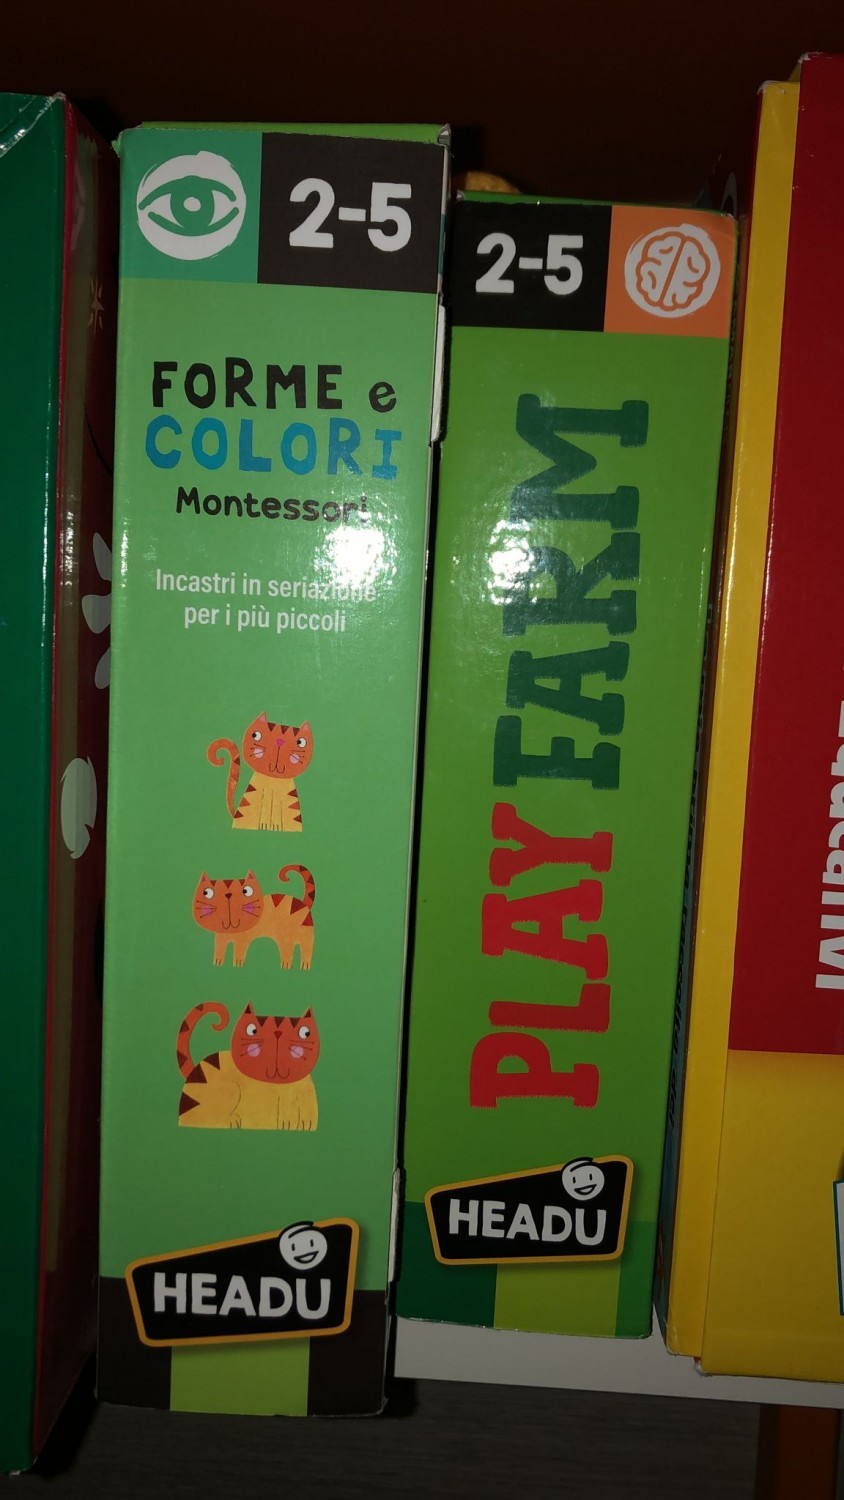 2-5
FORME e
COLORI
Montessori
Incastri in seriazione
per i più piccoli
HEADU
2-5
PLAY FARM
HEADU